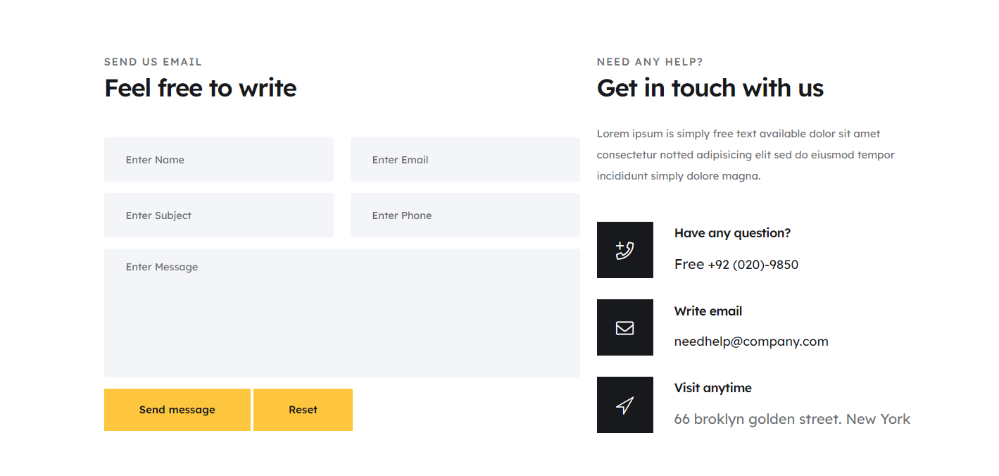 SEND US EMAIL
Feel free to write
Enter Name
Enter Email
Enter Subject
Enter Phone
Enter Message
Send message
Reset
NEED ANY HELP?
Get in touch with us
Lorem ipsum is simply free text available dolor sit amet
consectetur notted adipisicing elit sed do eiusmod tempor
incididunt simply dolore magna.
Have any question?
Free +92 (020)-9850
Write email
needhelp@company.com
Visit anytime
66 broklyn golden street. New York